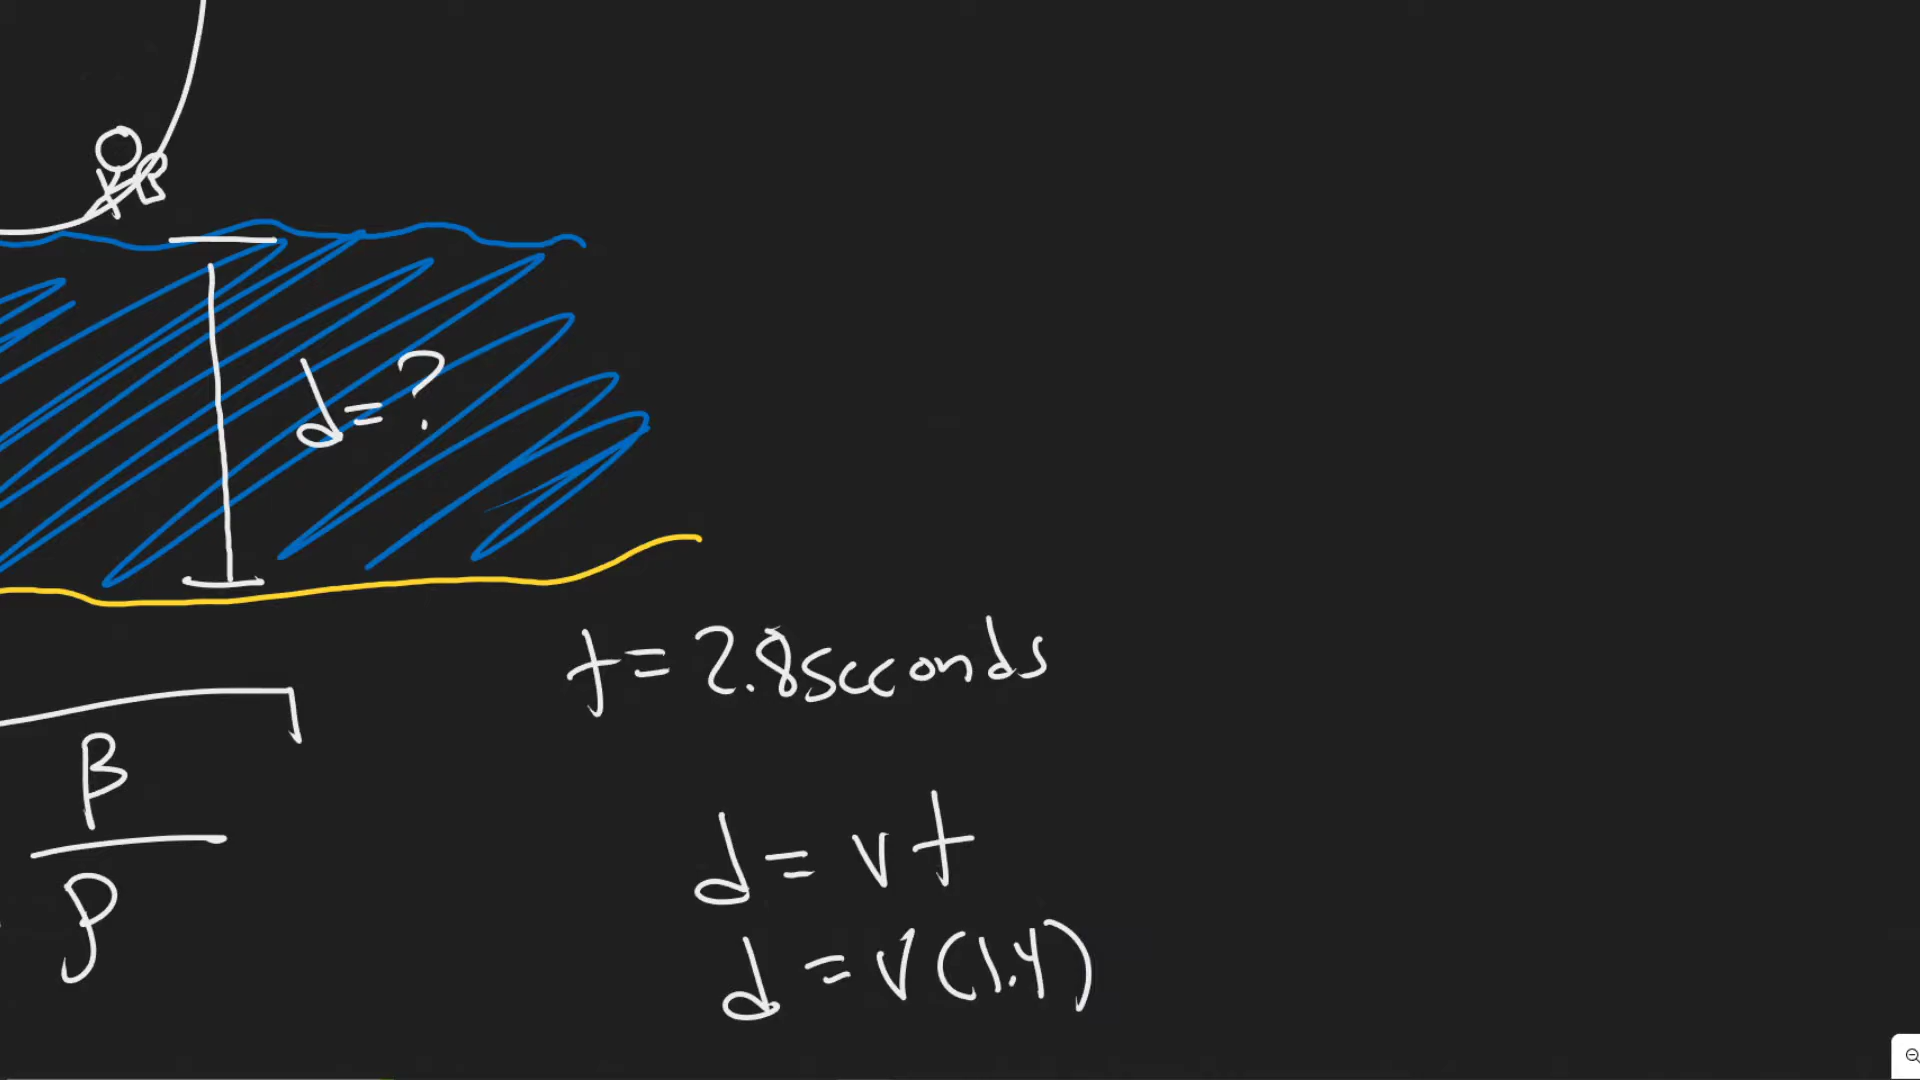 d=?
t=2.8seconds
β
ρ
d=vt
d=v(1.4)